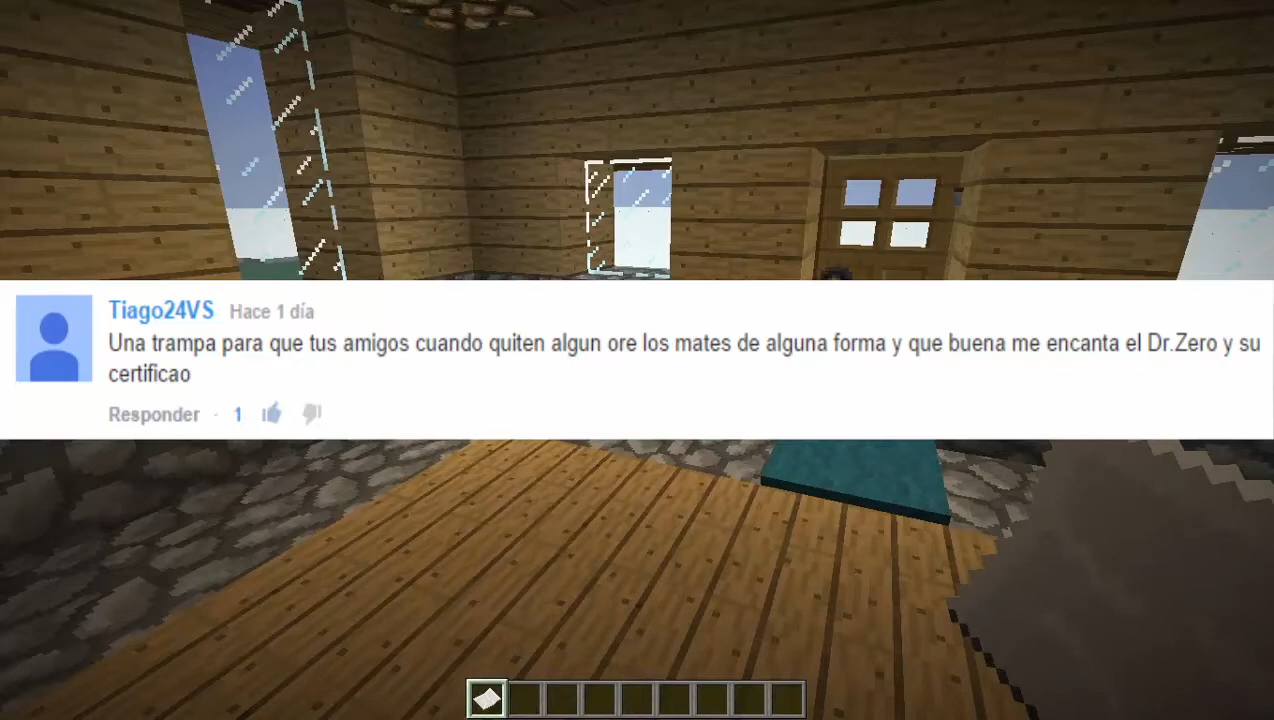 Tiago24VS Hace 1 día
Una trampa para que tus amigos cuando quiten algun ore los mates de alguna forma y que buena me encanta el Dr.Zero y su
certificao
Responder · 1